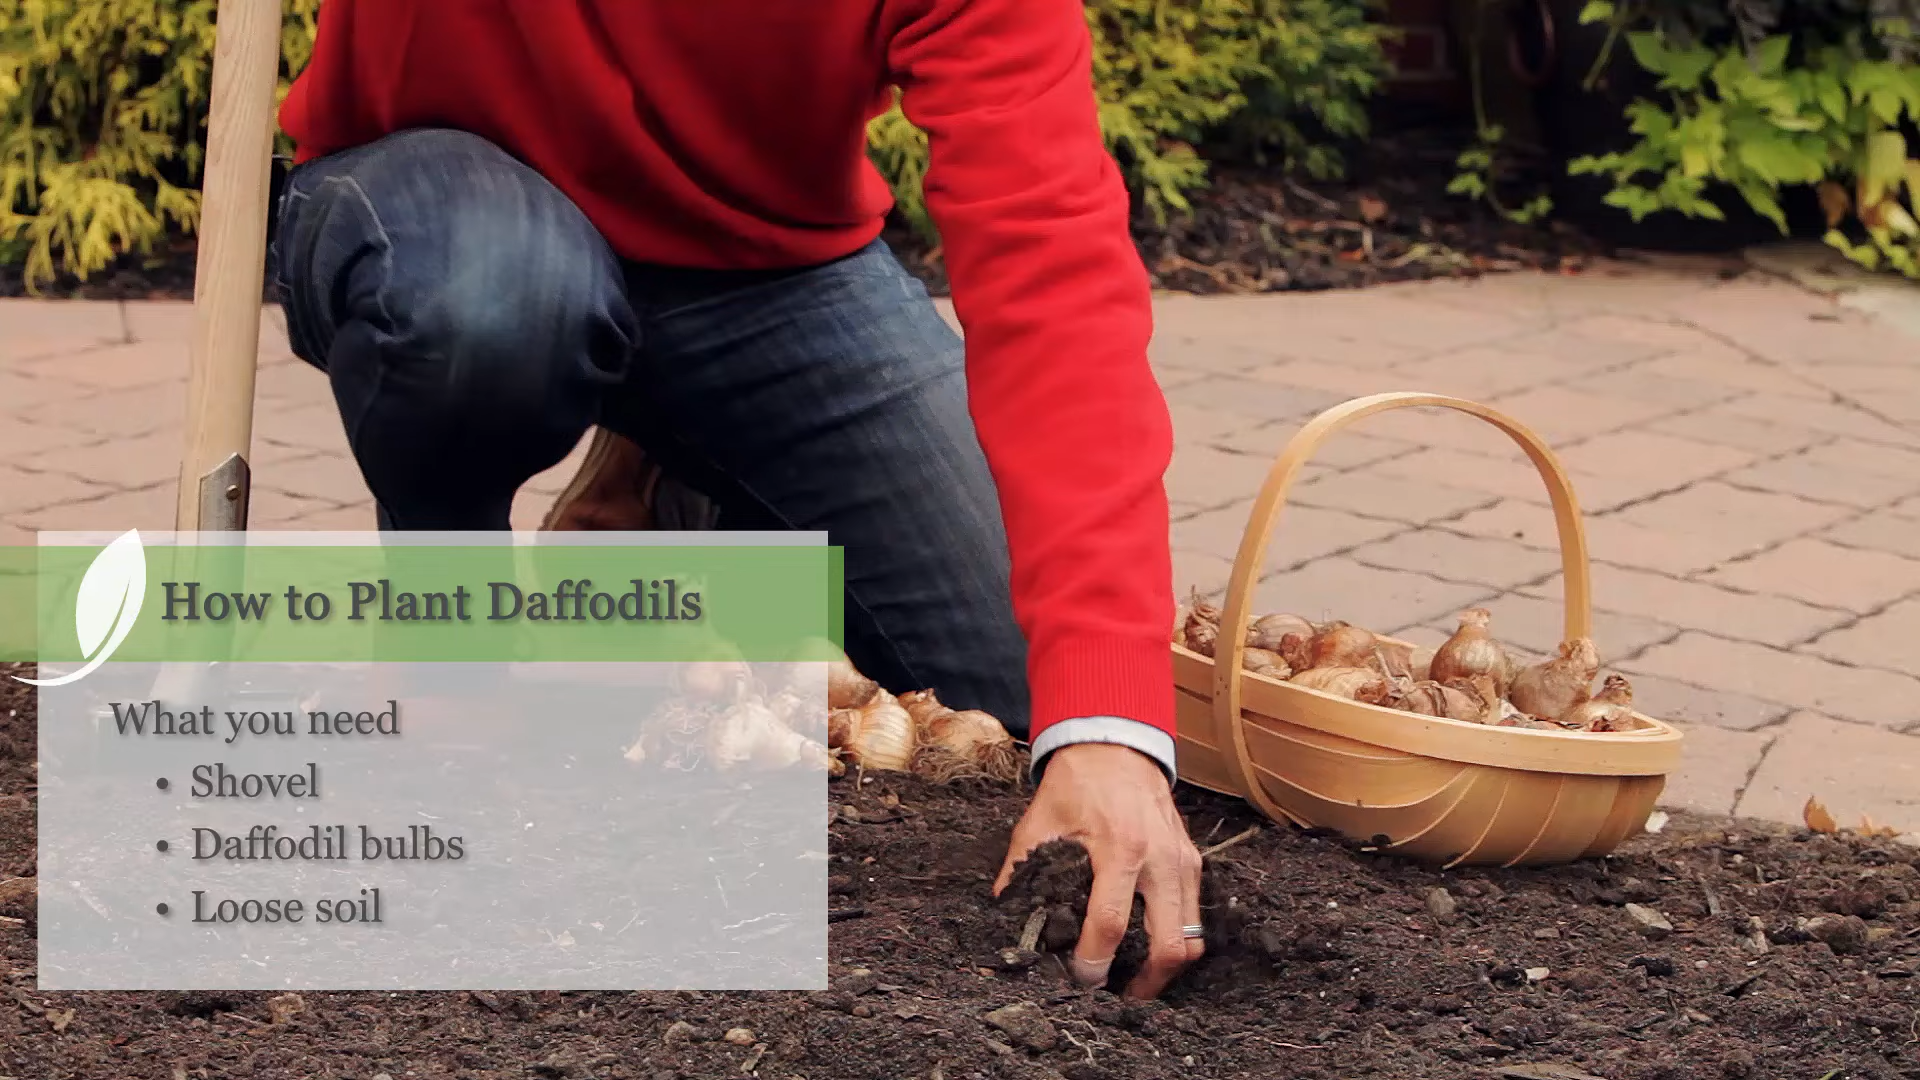 How to Plant Daffodils
What you need
• Shovel
• Daffodil bulbs
• Loose soil